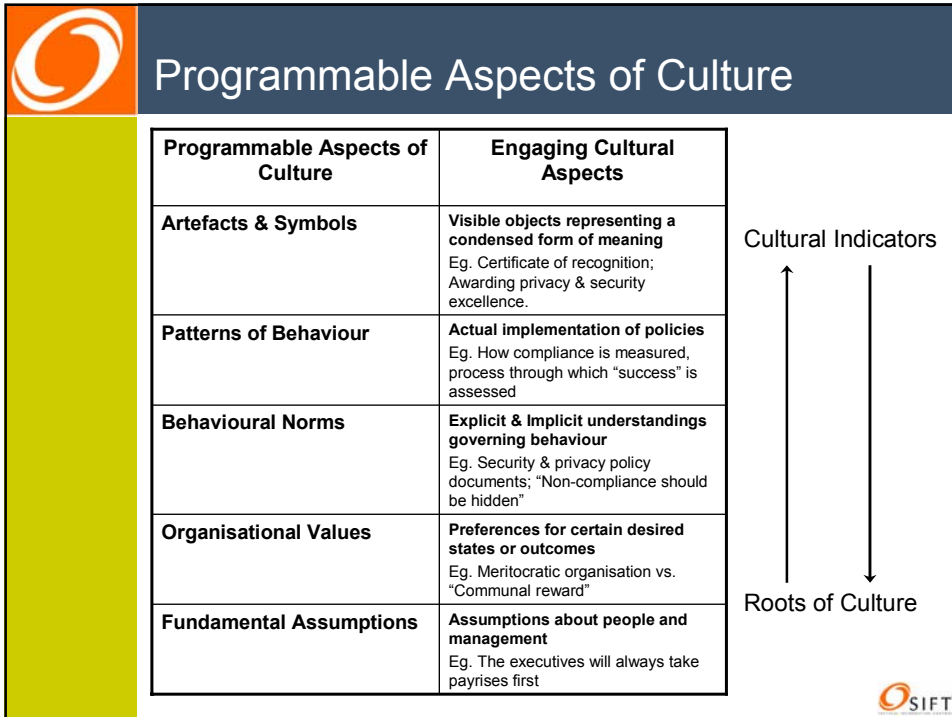 Programmable Aspects of Culture
Programmable Aspects of
Culture
Engaging Cultural
Aspects
Artefacts & Symbols
Visible objects representing a
condensed form of meaning
Eg. Certificate of recognition;
Awarding privacy & security
excellence.
Patterns of Behaviour
Actual implementation of policies
Eg. How compliance is measured,
process through which “success” is
assessed
Behavioural Norms
Explicit & Implicit understandings
governing behaviour
Eg. Security & privacy policy
documents; “Non-compliance should
be hidden”
Organisational Values
Preferences for certain desired
states or outcomes
Eg. Meritocratic organisation vs.
“Communal reward”
Fundamental Assumptions
Assumptions about people and
management
Eg. The executives will always take
payrises first
Cultural Indicators
Roots of Culture
SIFT